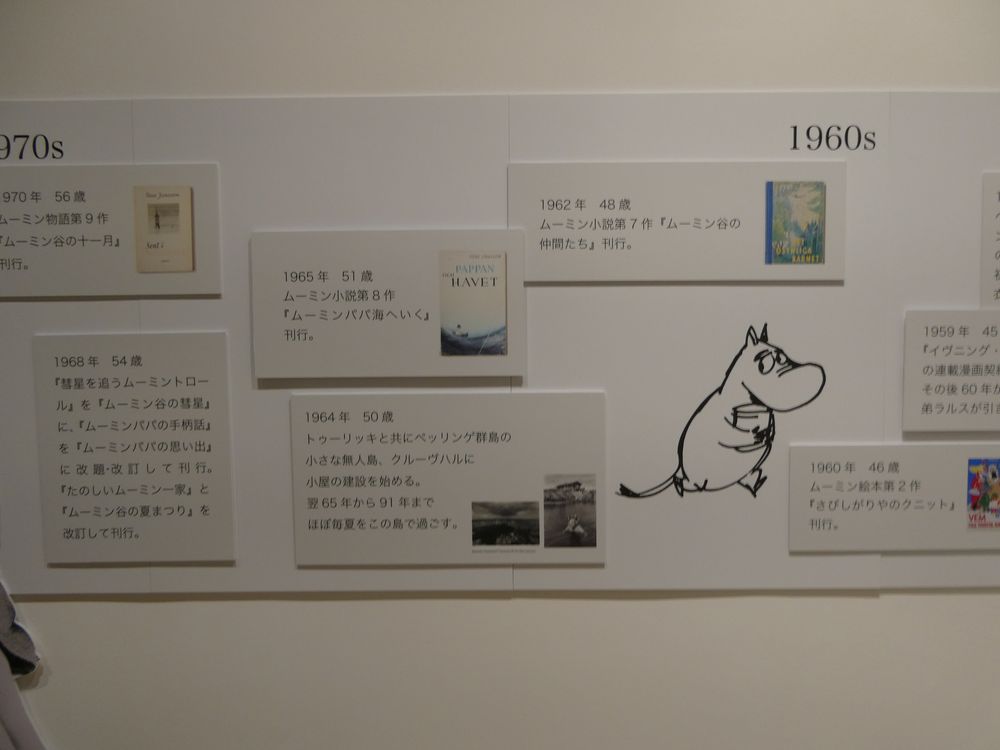 970s
1960s
970年　56歳
ムーミン物語第9作
『ムーミン谷の十一月』
刊行。
Tove Jansson
Sent i
1968年　54歳
『彗星を追うムーミントロー
ル』を『ムーミン谷の彗星』
に、『ムーミンパパの手柄話』
を『ムーミンパパの思い出』
に改題・改訂して刊行。
『たのしいムーミン一家』と
『ムーミン谷の夏まつり』を
改訂して刊行。
1965年　51歳
ムーミン小説第8作
『ムーミンパパ海へいく』
刊行。
TOVE JANSSON
PAPPAN
OCH
HAVET
1964年　50歳
トゥーリッキと共にペッリンゲ群島の
小さな無人島、クルーヴハルに
小屋の建設を始める。
翌65年から91年まで
ほぼ毎夏をこの島で過ごす。
1962年　48歳
ムーミン小説第7作『ムーミン谷の
仲間たち』刊行。
DET
OSYNLIGA
BARNET
1959年　45
『イヴニング・
の連載漫画契約
その後60年か
弟ラルスが引き
1960年　46歳
ムーミン絵本第2作
『さびしがりやのクニット』
刊行。
VEM